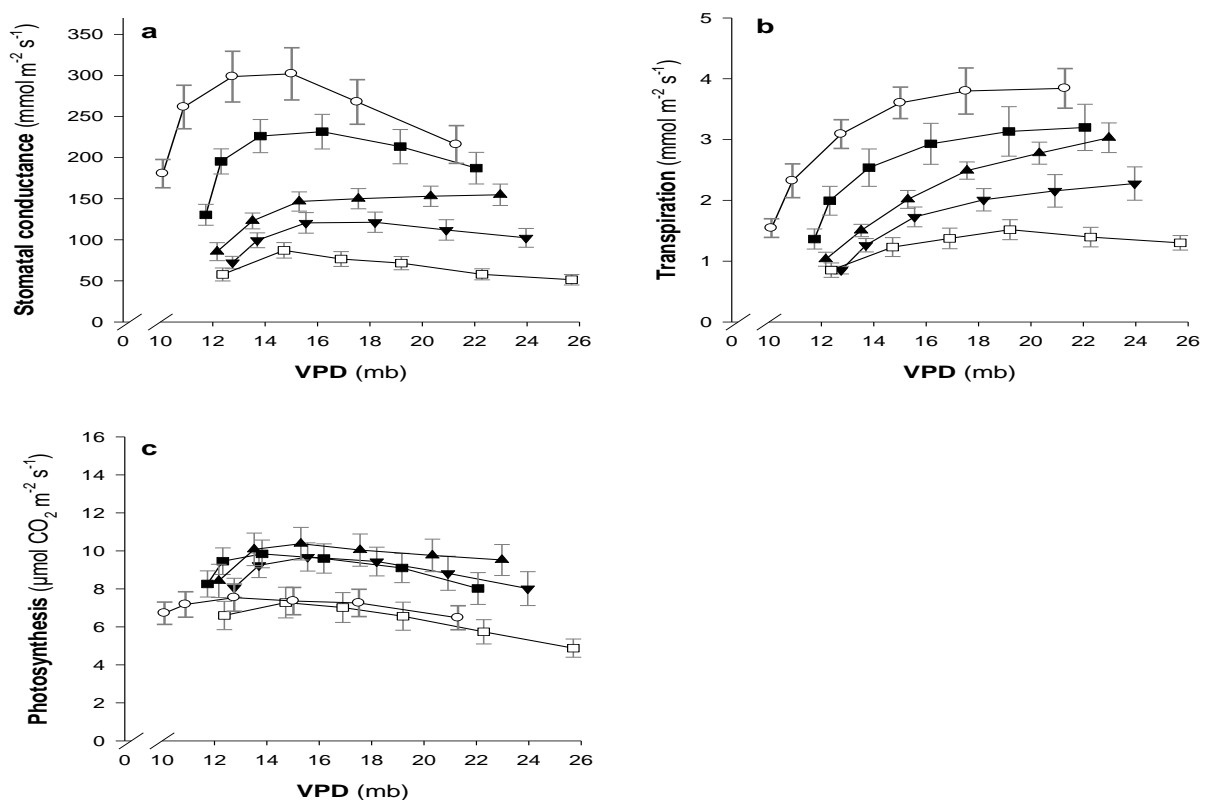 a
Stomatal conductance (mmol m⁻² s⁻¹)
350
300
250
200
150
100
50
0
0 10 12 14 16 18 20 22 24 26
VPD (mb)
b
Transpiration (mmol m⁻² s⁻¹)
5
4
3
2
1
0
0 10 12 14 16 18 20 22 24 26
VPD (mb)
c
Photosynthesis (µmol CO₂ m⁻² s⁻¹)
16
14
12
10
8
6
4
2
0
0 10 12 14 16 18 20 22 24 26
VPD (mb)